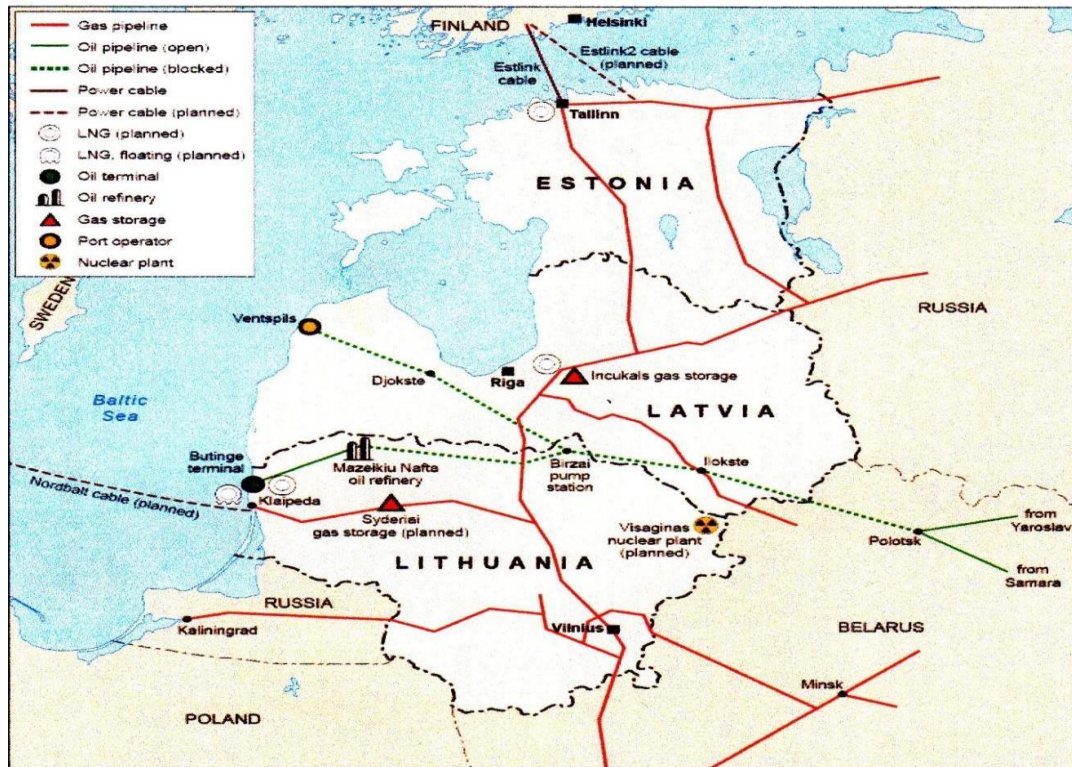 Gas pipeline
Oil pipeline (open)
Oil pipeline (blocked)
Power cable
Power cable (planned)
LNG (planned)
LNG, floating (planned)
Oil terminal
Oil refinery
Gas storage
Port operator
Nuclear plant
FINLAND
Helsinki
Estlink2 cable
(planned)
Estlink
cable
Tallinn
ESTONIA
SWEDEN
RUSSIA
Ventspils
Djokste
Riga
Incukals gas storage
LATVIA
Baltic
Sea
Butinge
terminal
Mazeikiu Nafta
oil refinery
Birzai
pump
station
Ilokste
Nordbalt cable (planned)
Klaipeda
Syderiai
gas storage (planned)
Visaginas
nuclear plant
(planned)
Polotsk
from
Yaroslav
from
Samara
LITHUANIA
RUSSIA
Kaliningrad
Vilnius
BELARUS
Minsk
POLAND